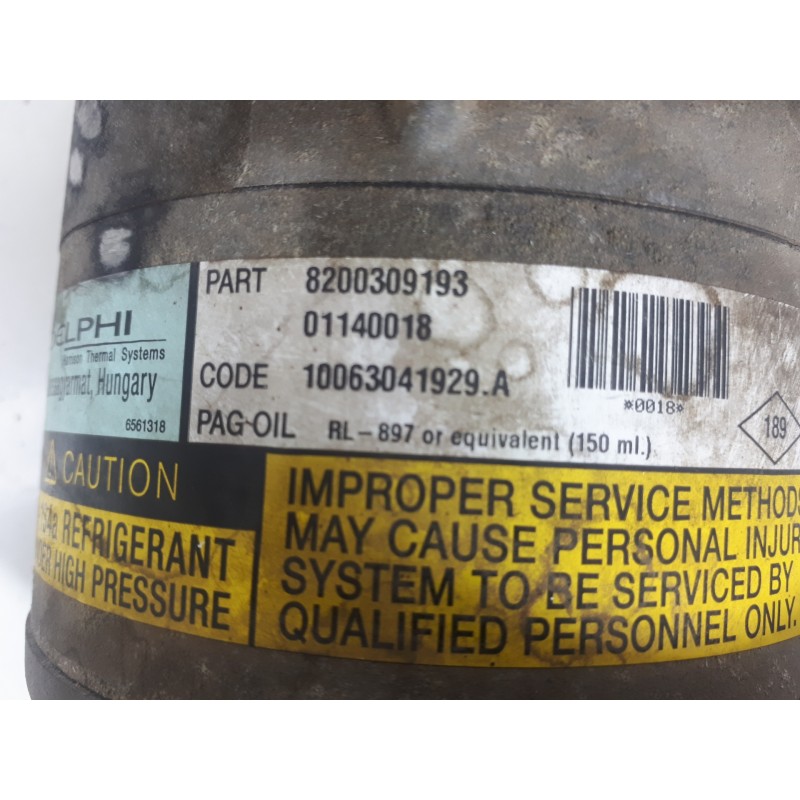 PART 8200309193
01140018
CODE 10063041929.A
PAG OIL RL-897 or equivalent (150 ml.)
*0018*
189
DELPHI
Harrison Thermal Systems
Hungary
6561318
CAUTION
REFRIGERANT
HIGH PRESSURE
IMPROPER SERVICE METHODS
MAY CAUSE PERSONAL INJUR
SYSTEM TO BE SERVICED BY
QUALIFIED PERSONNEL ONLY.